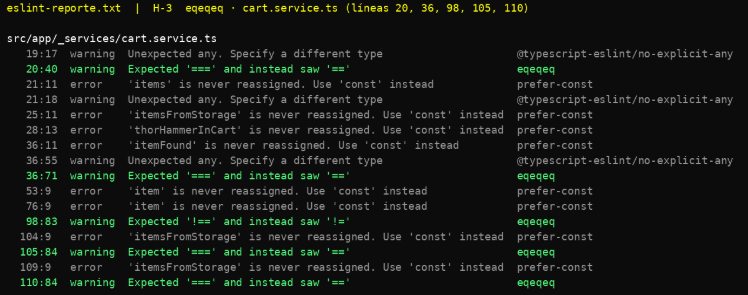 eslint-reporte.txt | H-3 eqeqeq · cart.service.ts (líneas 20, 36, 98, 105, 110)
src/app/_services/cart.service.ts
19:17 warning Unexpected any. Specify a different type @typescript-eslint/no-explicit-any
20:40 warning Expected '===' and instead saw '==' eqeqeq
21:11 error 'items' is never reassigned. Use 'const' instead prefer-const
21:18 warning Unexpected any. Specify a different type @typescript-eslint/no-explicit-any
25:11 error 'itemsFromStorage' is never reassigned. Use 'const' instead prefer-const
28:13 error 'thorHammerInCart' is never reassigned. Use 'const' instead prefer-const
36:11 error 'itemFound' is never reassigned. Use 'const' instead prefer-const
36:55 warning Unexpected any. Specify a different type @typescript-eslint/no-explicit-any
36:71 warning Expected '===' and instead saw '==' eqeqeq
53:9 error 'item' is never reassigned. Use 'const' instead prefer-const
76:9 error 'item' is never reassigned. Use 'const' instead prefer-const
98:83 warning Expected '!==' and instead saw '!=' eqeqeq
104:9 error 'itemsFromStorage' is never reassigned. Use 'const' instead prefer-const
105:84 warning Expected '===' and instead saw '==' eqeqeq
109:9 error 'itemsFromStorage' is never reassigned. Use 'const' instead prefer-const
110:84 warning Expected '===' and instead saw '==' eqeqeq